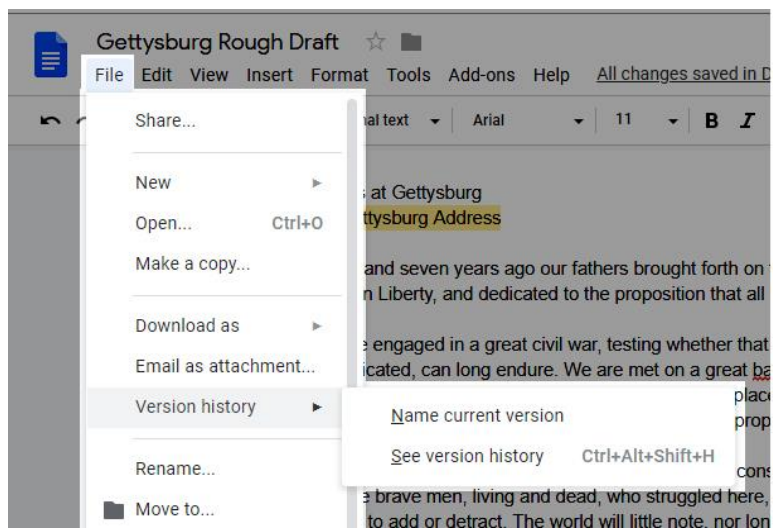 Gettysburg Rough Draft
File Edit View Insert Format Tools Add-ons Help All changes saved in D
Share...
al text Arial 11 B I
New
at Gettysburg
Open... Ctrl+O
ttysburg Address
Make a copy...
and seven years ago our fathers brought forth on
n Liberty, and dedicated to the proposition that all
Download as
engaged in a great civil war, testing whether that
Email as attachment...
icated, can long endure. We are met on a great ba
Version history
place
Name current version
prop
See version history Ctrl+Alt+Shift+H
Rename...
cons
Move to...
e brave men, living and dead, who struggled here,
to add or detract. The world will little note, nor lon